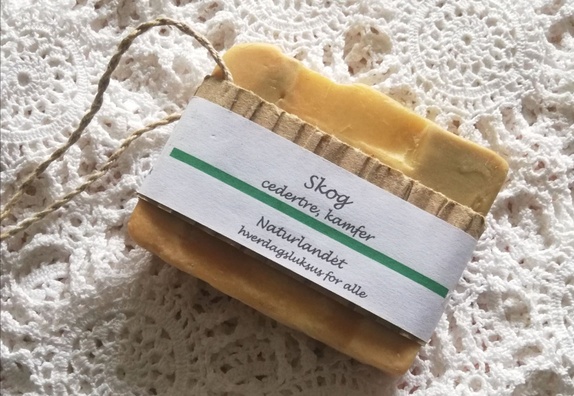 Skog
cedertre, kamfer
Naturlandet
hverdagsluksus for alle